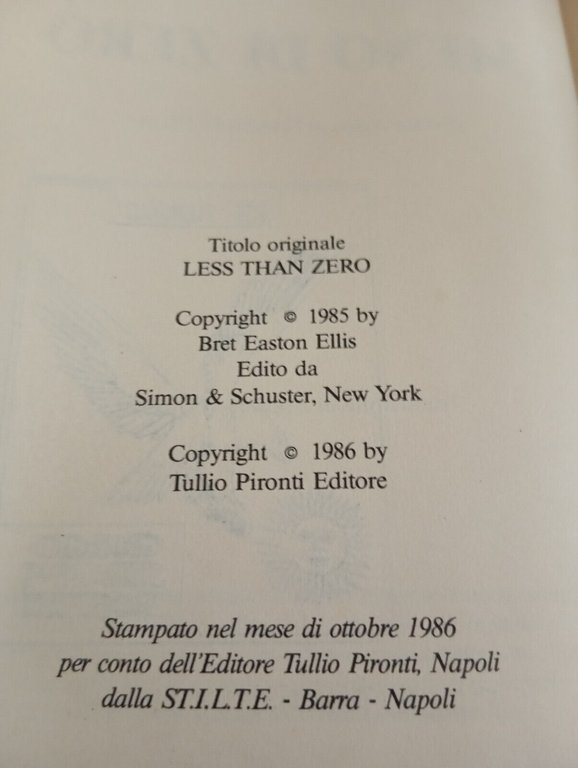 Titolo originale
LESS THAN ZERO
Copyright © 1985 by
Bret Easton Ellis
Edito da
Simon & Schuster, New York
Copyright © 1986 by
Tullio Pironti Editore
Stampato nel mese di ottobre 1986
per conto dell'Editore Tullio Pironti, Napoli
dalla ST.I.L.T.E. - Barra - Napoli